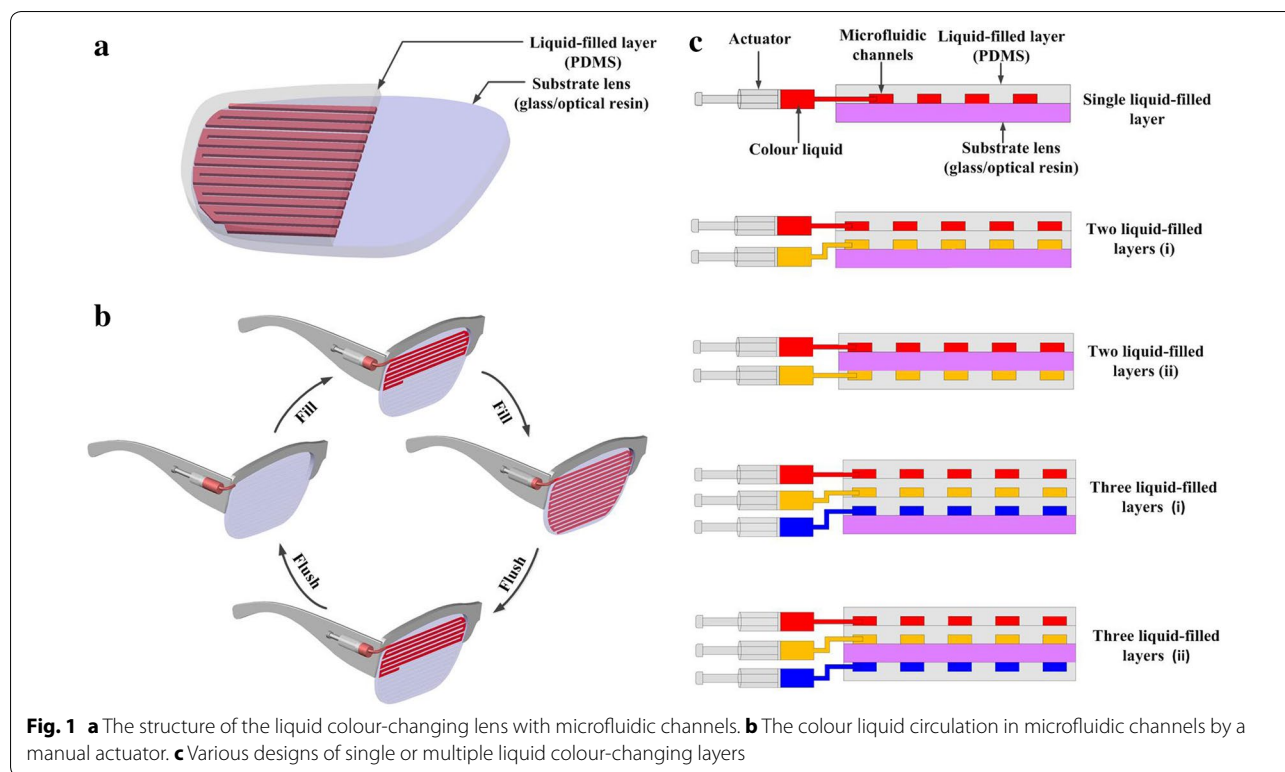 a
Liquid-filled layer
(PDMS)
Substrate lens
(glass/optical resin)
b
Fill
Fill
Flush
Flush
c
Actuator
Microfluidic
channels
Liquid-filled layer
(PDMS)
Colour liquid
Substrate lens
(glass/optical resin)
Single liquid-filled
layer
Two liquid-filled
layers (i)
Two liquid-filled
layers (ii)
Three liquid-filled
layers (i)
Three liquid-filled
layers (ii)
Fig. 1 a The structure of the liquid colour-changing lens with microfluidic channels. b The colour liquid circulation in microfluidic channels by a
manual actuator. c Various designs of single or multiple liquid colour-changing layers